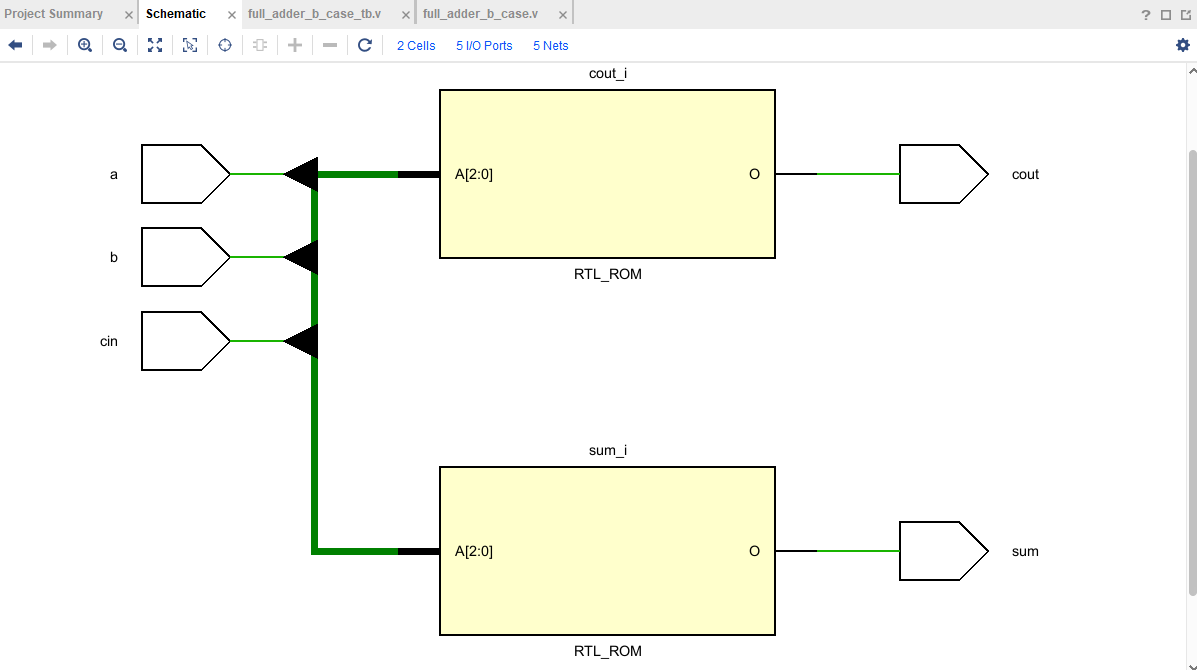 Project Summary
Schematic
full_adder_b_case_tb.v
full_adder_b_case.v
?
2 Cells
5 I/O Ports
5 Nets
cout_i
a
A[2:0]
O
cout
b
RTL_ROM
cin
sum_i
A[2:0]
O
sum
RTL_ROM